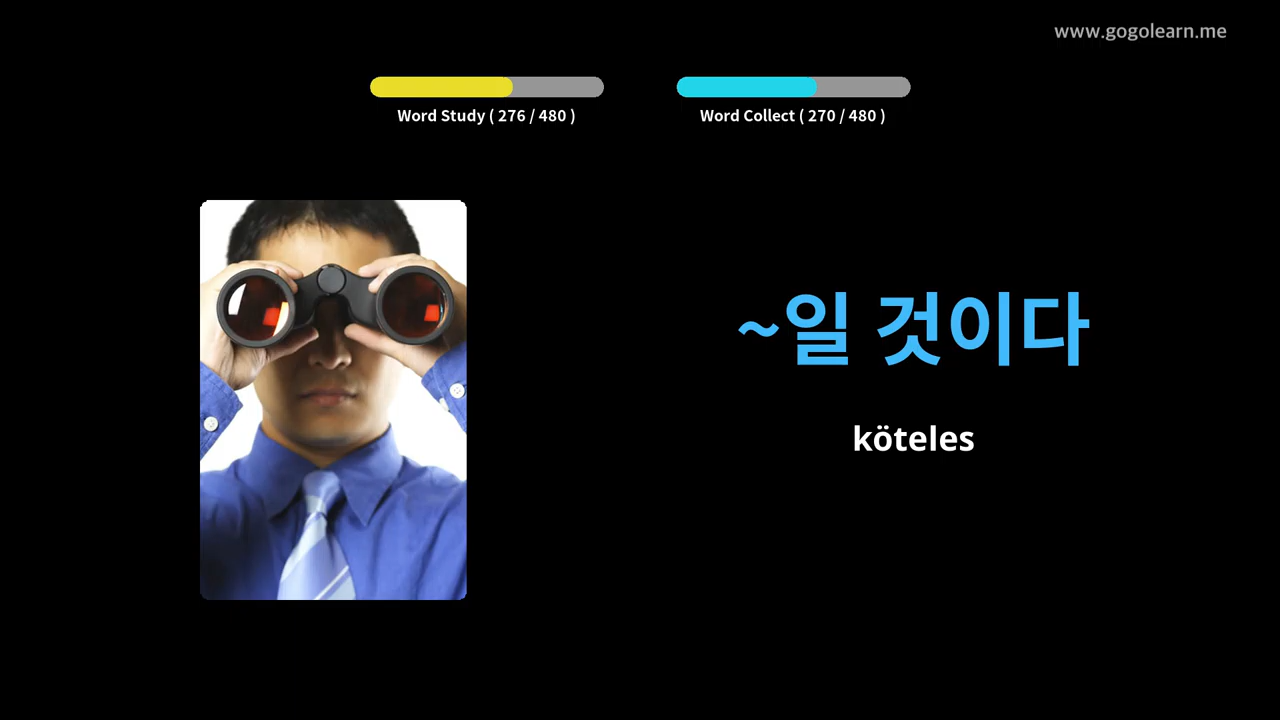 www.gogolearn.me
Word Study ( 276 / 480 )
Word Collect ( 270 / 480 )
~일 것이다
köteles